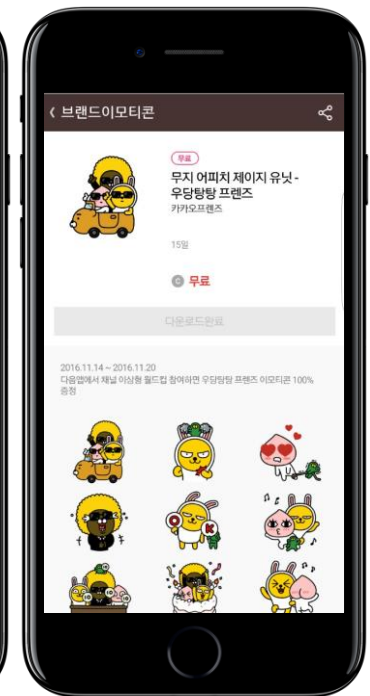 브랜드이모티콘
무료
무지 어피치 제이지 유닛 -
우당탕탕 프렌즈
카카오프렌즈
15일
C 무료
다운로드완료
2016.11.14 ~ 2016.11.20
다음앱에서 채널 이상형 월드컵 참여하면 우당탕탕 프렌즈 이모티콘 100%
증정
O K